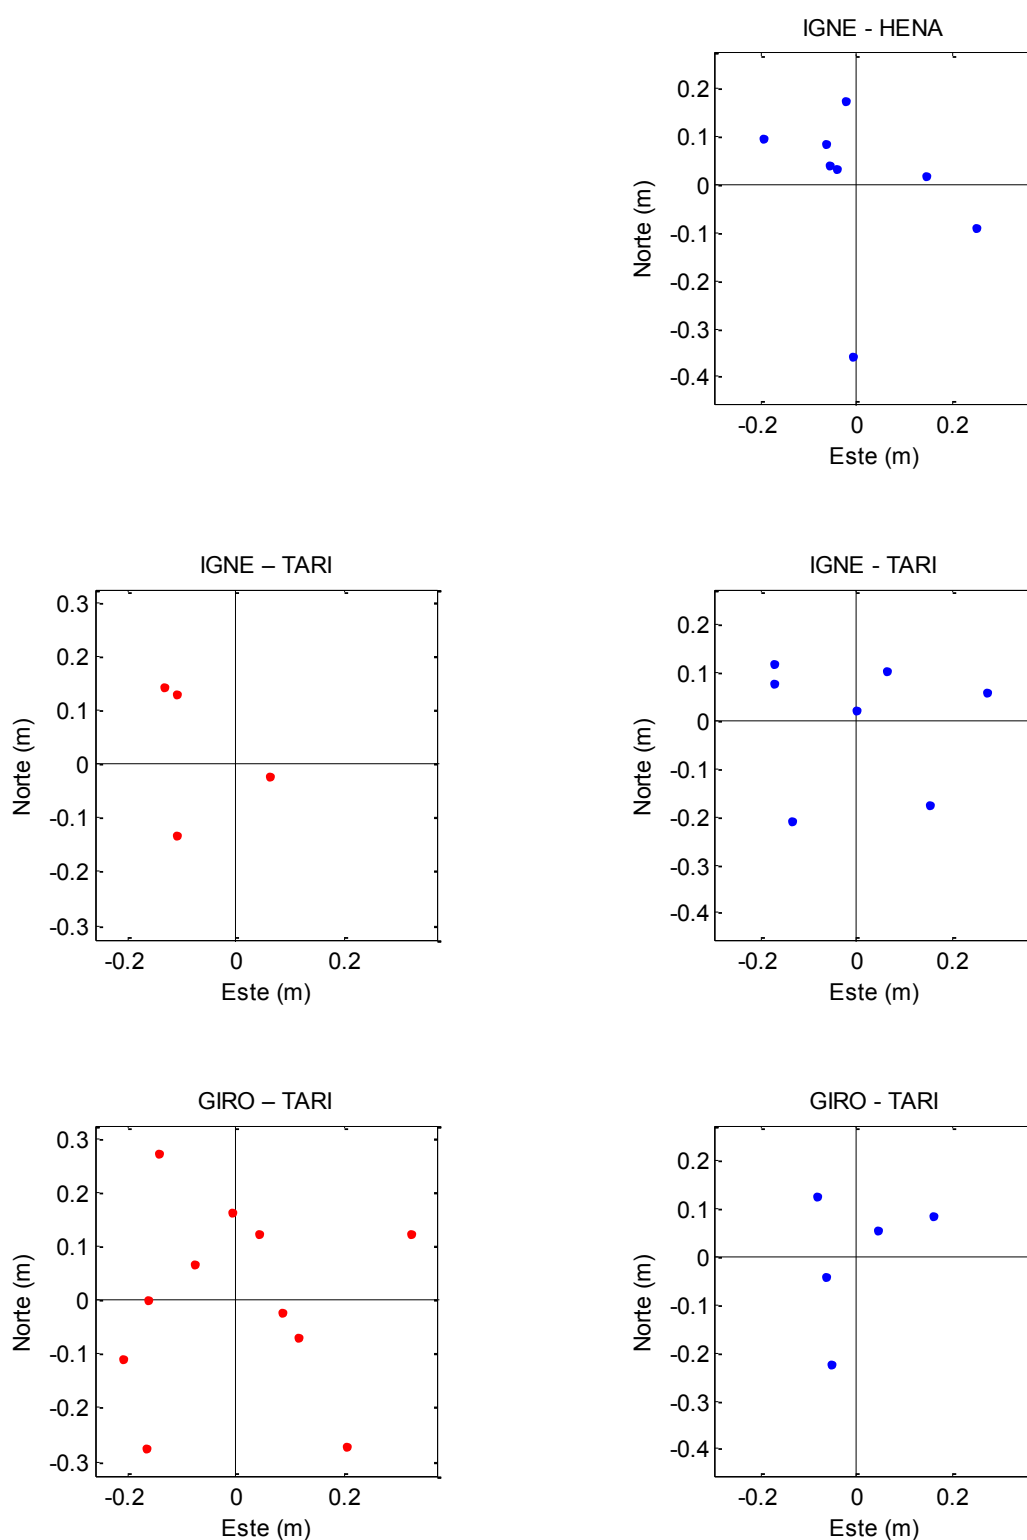 IGNE - HENA
0.2
0.1
0
-0.1
-0.2
-0.3
-0.4
Norte (m)
-0.2 0 0.2
Este (m)
IGNE – TARI
0.3
0.2
0.1
0
-0.1
-0.2
-0.3
Norte (m)
-0.2 0 0.2
Este (m)
IGNE - TARI
0.2
0.1
0
-0.1
-0.2
-0.3
-0.4
Norte (m)
-0.2 0 0.2
Este (m)
GIRO – TARI
0.3
0.2
0.1
0
-0.1
-0.2
-0.3
Norte (m)
-0.2 0 0.2
Este (m)
GIRO - TARI
0.2
0.1
0
-0.1
-0.2
-0.3
-0.4
Norte (m)
-0.2 0 0.2
Este (m)